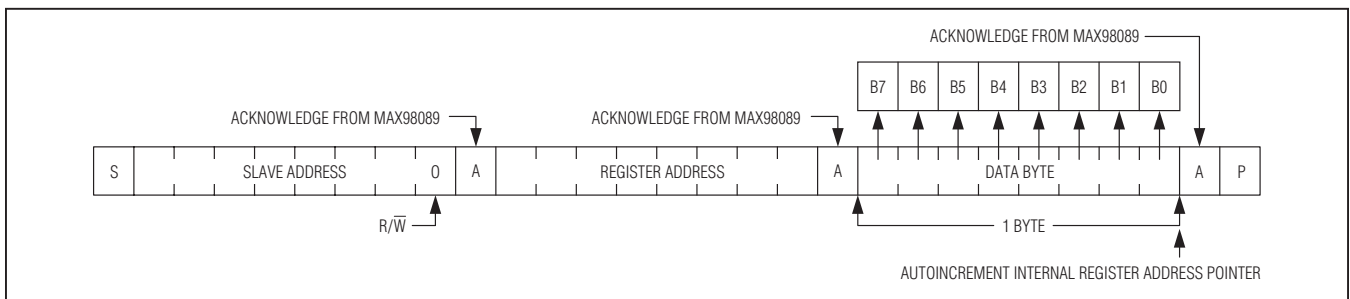 ACKNOWLEDGE FROM MAX98089
B7 B6 B5 B4 B3 B2 B1 B0
ACKNOWLEDGE FROM MAX98089 ACKNOWLEDGE FROM MAX98089
S SLAVE ADDRESS 0 A REGISTER ADDRESS A DATA BYTE A P
R/W̅ 1 BYTE
AUTOINCREMENT INTERNAL REGISTER ADDRESS POINTER